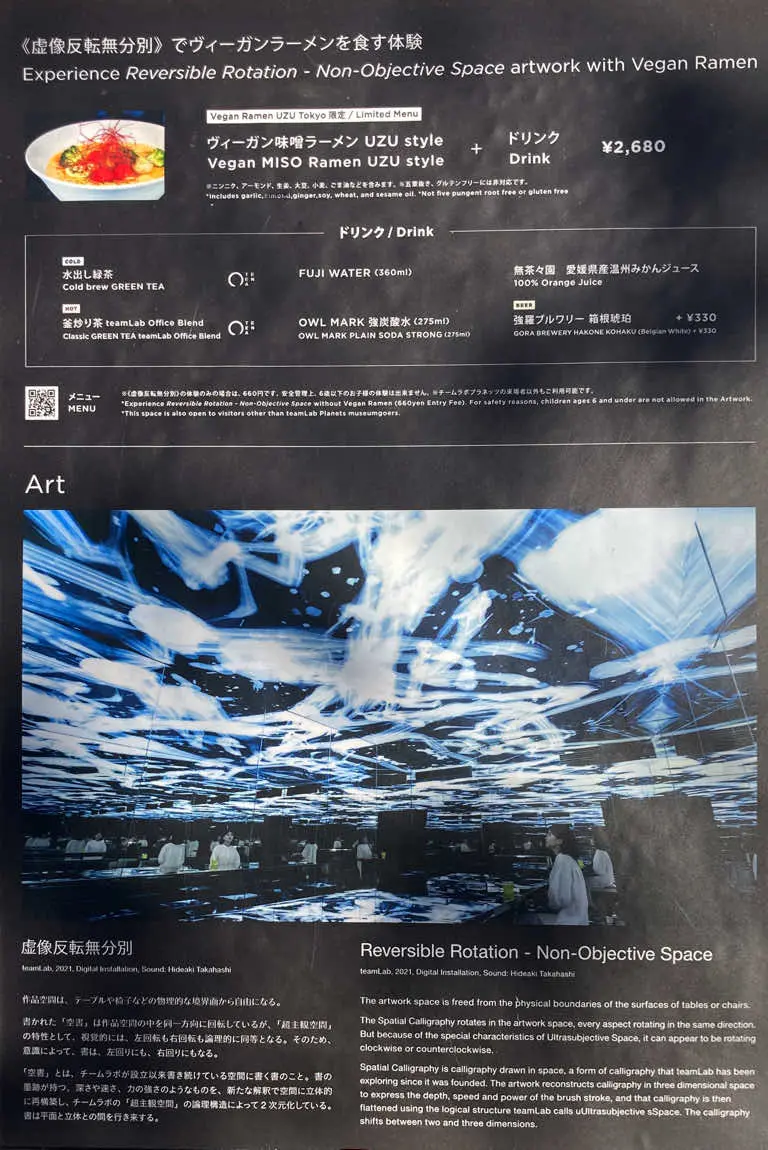 《虚像反転無分別》でヴィーガンラーメンを食す体験
Experience Reversible Rotation - Non-Objective Space artwork with Vegan Ramen
Vegan Ramen UZU Tokyo 限定 / Limited Menu
ヴィーガン味噌ラーメン UZU style
Vegan MISO Ramen UZU style
+
ドリンク
Drink
¥2,680
※ニンニク、アーモンド、生姜、大豆、小麦、ごま油などを含みます。※五葷抜き、グルテンフリーには非対応です。
*Includes garlic,almond,ginger,soy, wheat, and sesame oil. *Not five pungent root free or gluten free
ドリンク / Drink
COLD
水出し緑茶
Cold brew GREEN TEA
TEN
TEA
FUJI WATER (360ml)
無茶々園 愛媛県産温州みかんジュース
100% Orange Juice
HOT
釜炒り茶 teamLab Office Blend
Classic GREEN TEA teamLab Office Blend
TEN
TEA
OWL MARK 強炭酸水 (275ml)
OWL MARK PLAIN SODA STRONG (275ml)
BEER
強羅ブルワリー 箱根琥珀 + ¥330
GORA BREWERY HAKONE KOHAKU (Belgian White) + ¥330
メニュー
MENU
※《虚像反転無分別》の体験のみの場合は、660円です。安全管理上、6歳以下のお子様の体験は出来ません。※チームラボプラネッツの来場者以外もご利用可能です。
*Experience Reversible Rotation - Non-Objective Space without Vegan Ramen (660yen Entry Fee). For safety reasons, children ages 6 and under are not allowed in the Artwork.
*This space is also open to visitors other than teamLab Planets museumgoers.
Art
虚像反転無分別
teamLab, 2021, Digital Installation, Sound: Hideaki Takahashi
作品空間は、テーブルや椅子などの物理的な境界面から自由になる。
書かれた「空書」は作品空間の中を同一方向に回転しているが、「超主観空間」
の特性として、視覚的には、左回転も右回転も論理的に同等となる。そのため、
意識によって、書は、左回りにも、右回りにもなる。
「空書」とは、チームラボが設立以来書き続けている空間に書く書のこと。書の
墨跡が持つ、深さや速さ、力の強さのようなものを、新たな解釈で空間に立体的
に再構築し、チームラボの「超主観空間」の論理構造によって2次元化している。
書は平面と立体との間を行き来する。
Reversible Rotation - Non-Objective Space
teamLab, 2021, Digital Installation, Sound: Hideaki Takahashi
The artwork space is freed from the physical boundaries of the surfaces of tables or chairs.
The Spatial Calligraphy rotates in the artwork space, every aspect rotating in the same direction.
But because of the special characteristics of Ultrasubjective Space, it can appear to be rotating
clockwise or counterclockwise.
Spatial Calligraphy is calligraphy drawn in space, a form of calligraphy that teamLab has been
exploring since it was founded. The artwork reconstructs calligraphy in three dimensional space
to express the depth, speed and power of the brush stroke, and that calligraphy is then
flattened using the logical structure teamLab calls uUltrasubjective sSpace. The calligraphy
shifts between two and three dimensions.